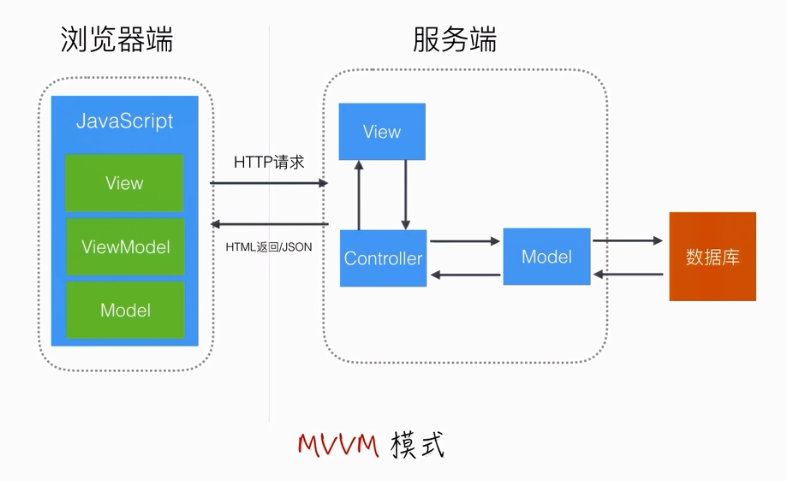 浏览器端
服务端
JavaScript
View
ViewModel
Model
HTTP请求
HTML返回/JSON
View
Controller
Model
数据库
MVVM 模式